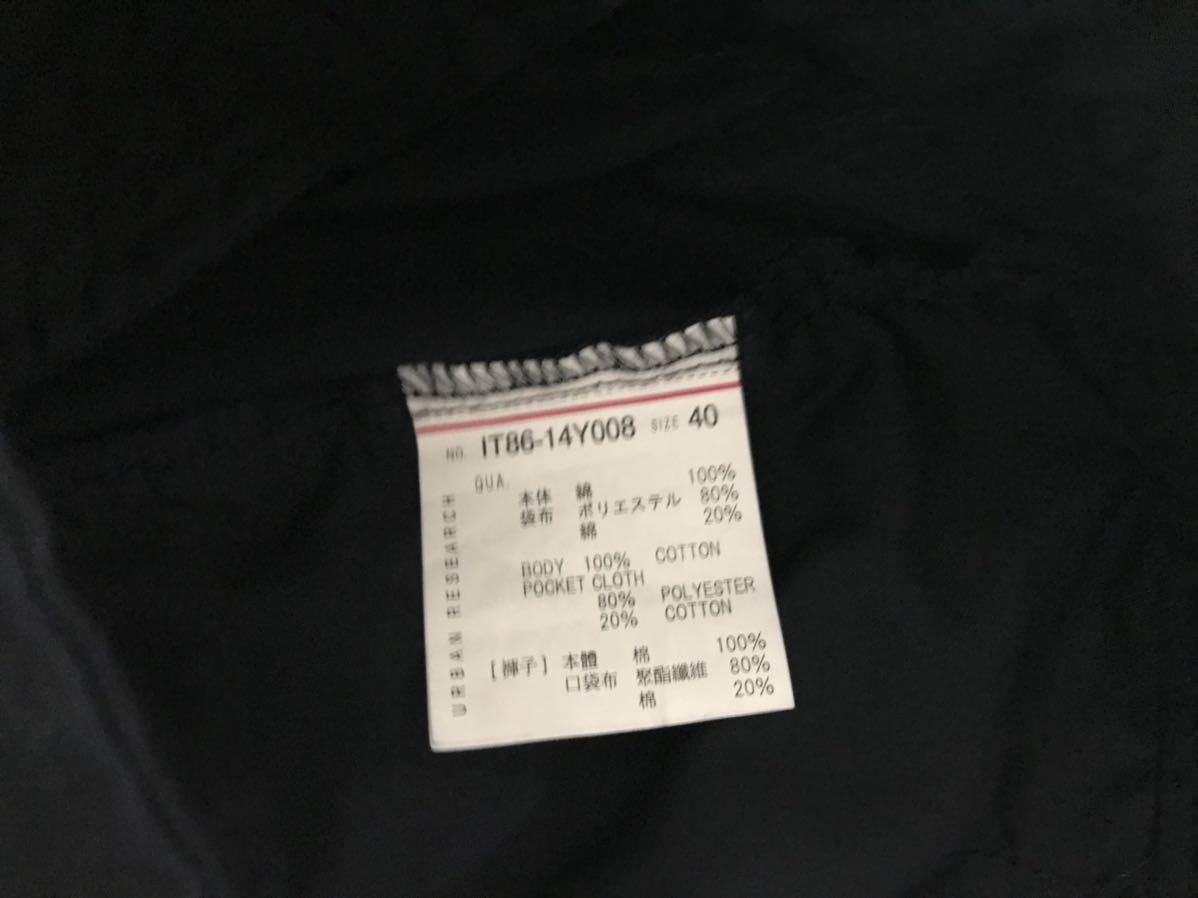 NO. IT86-14Y008 SIZE 40
QUA.
本体 綿 100%
袋布 ポリエステル 80%
綿 20%
BODY 100% COTTON
POCKET CLOTH
80% POLYESTER
20% COTTON
[褲子] 本體 棉 100%
口袋布 聚酯纖維 80%
棉 20%
URBAN RESEARCH